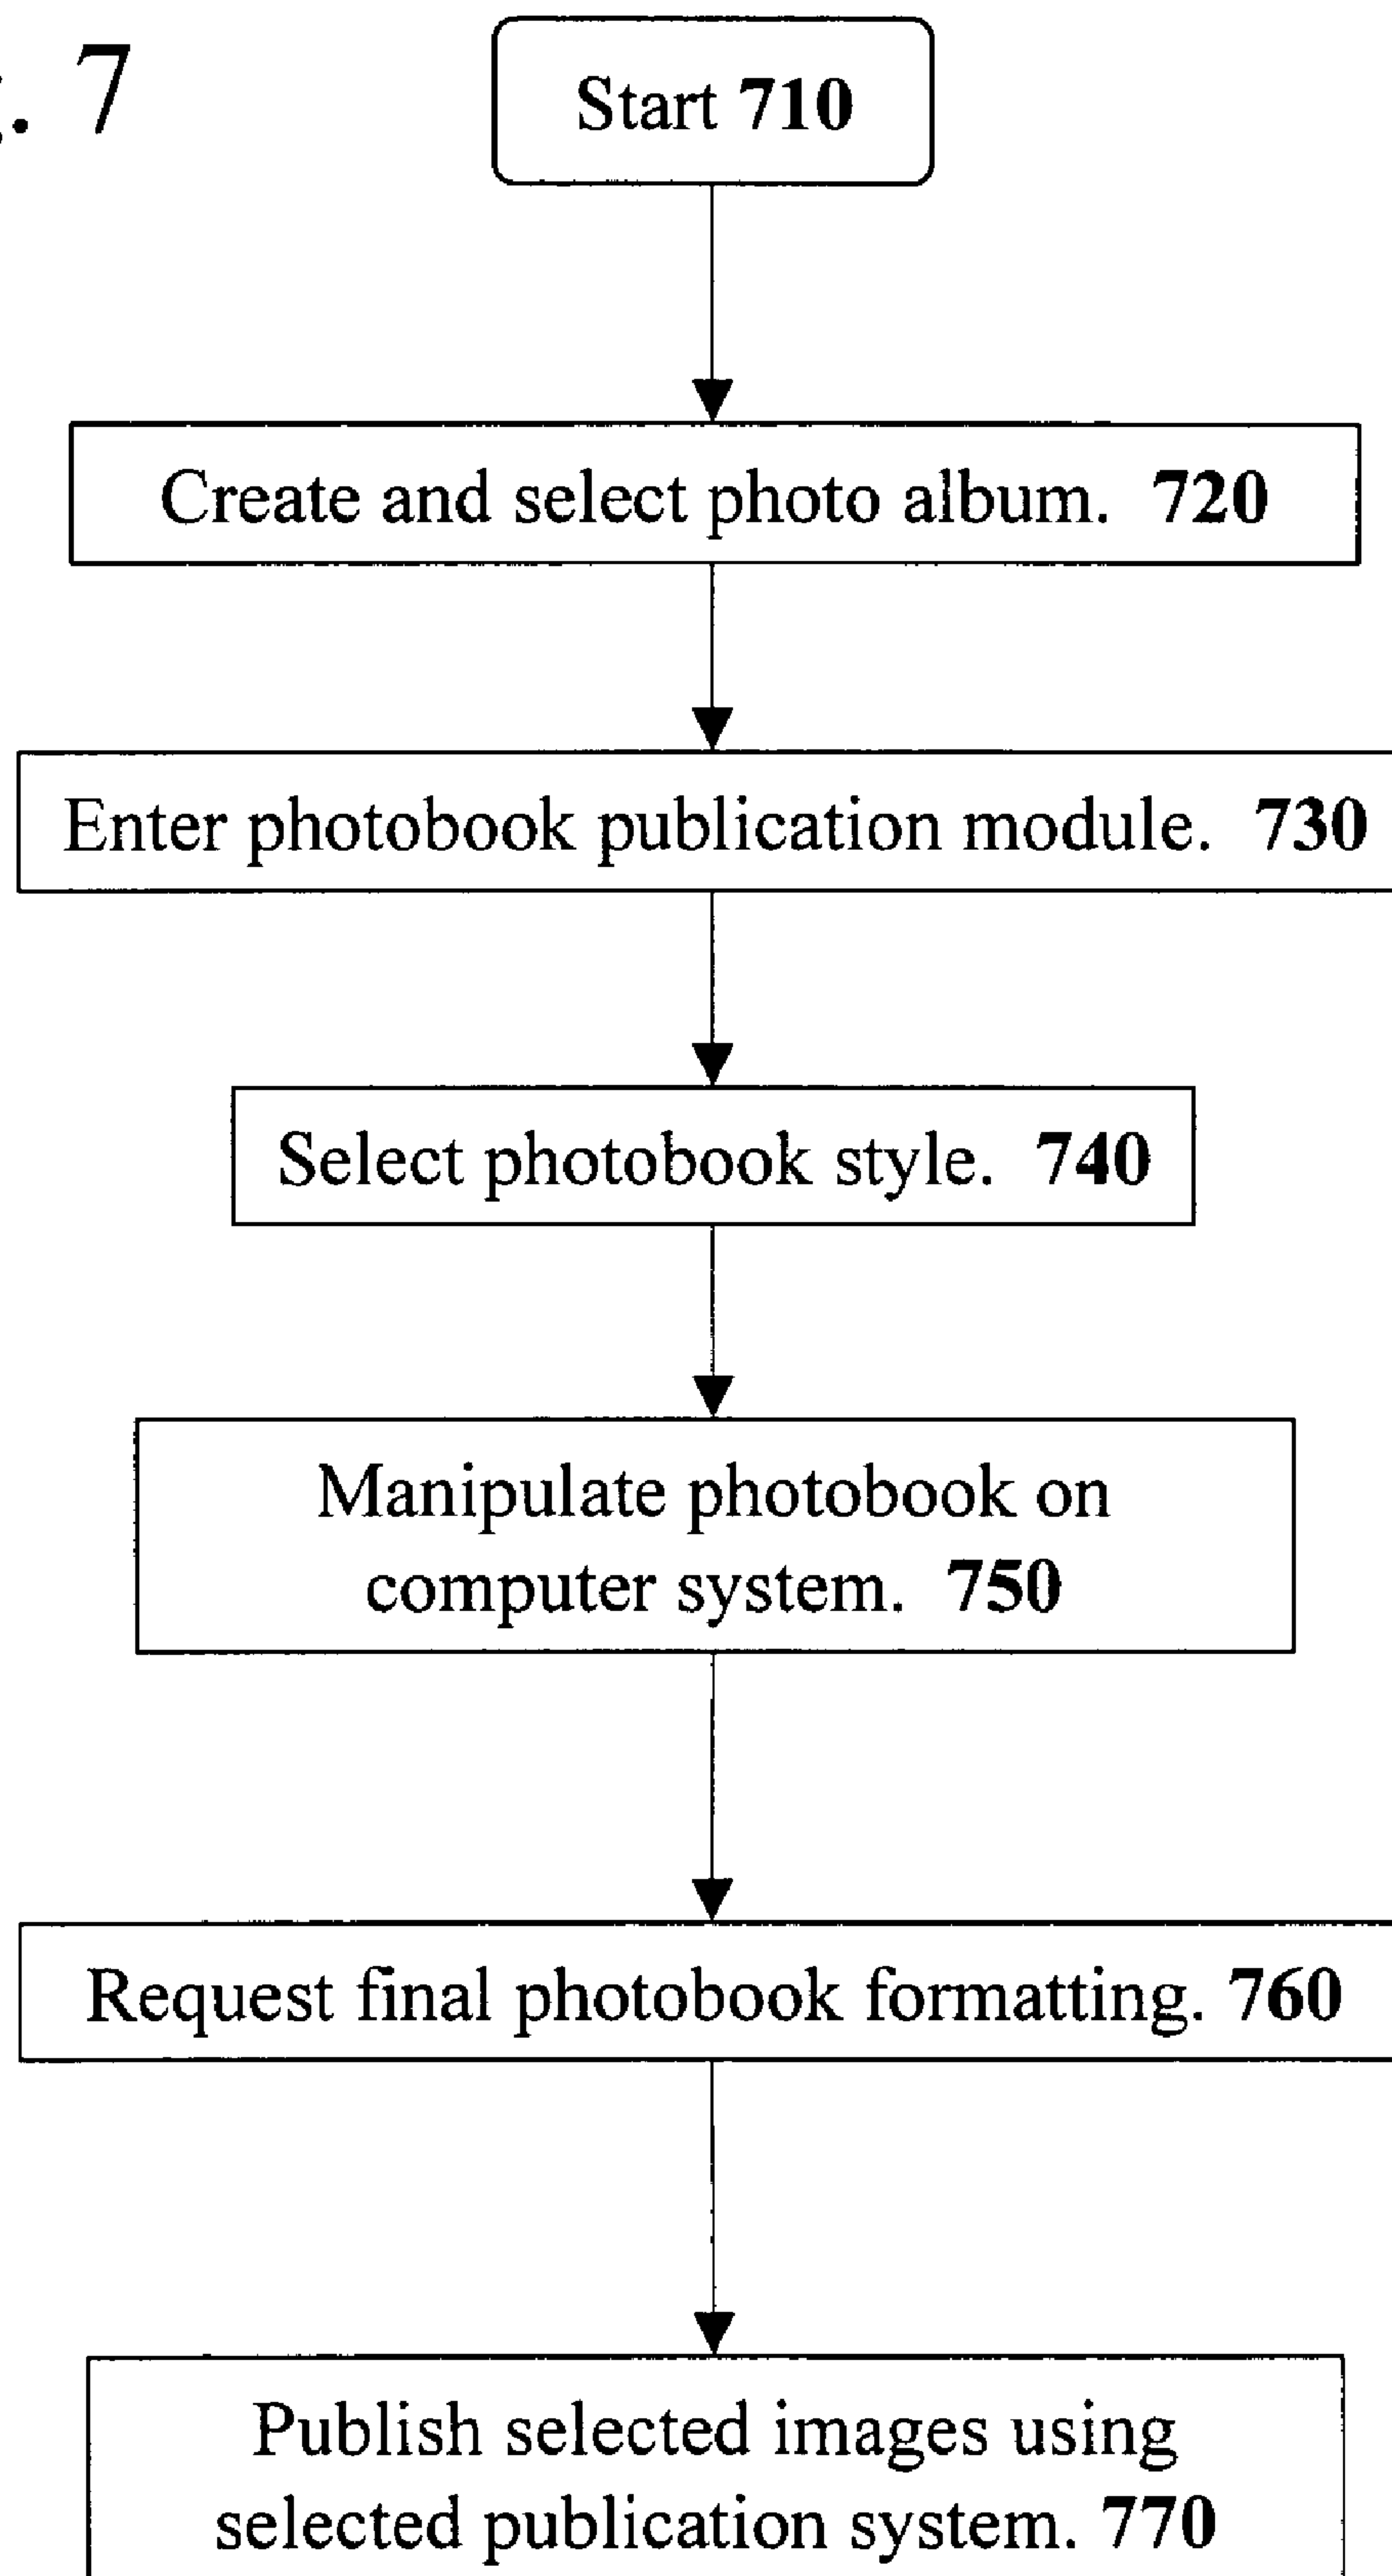 . 7
Start 710
Create and select photo album. 720
Enter photobook publication module. 730
Select photobook style. 740
Manipulate photobook on
computer system. 750
Request final photobook formatting. 760
Publish selected images using
selected publication system. 770